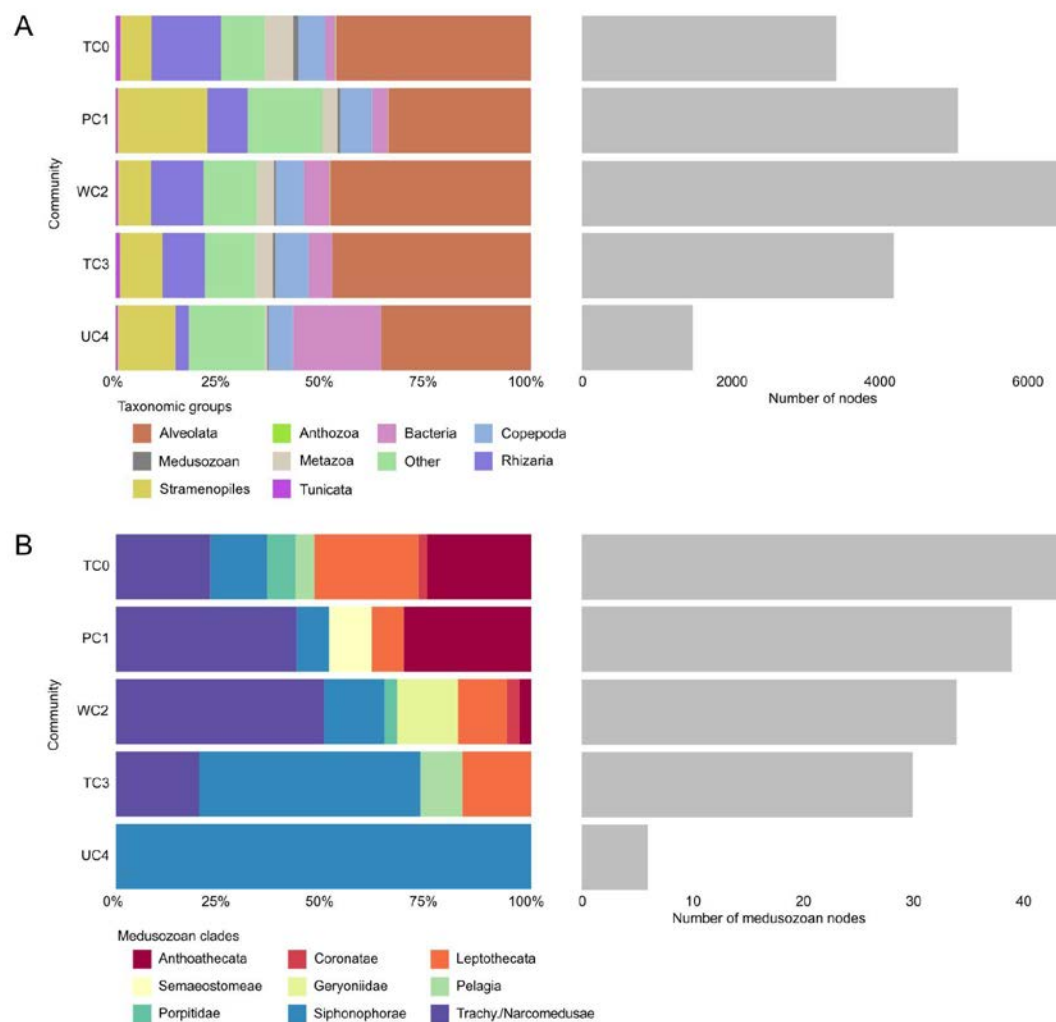 A
Community
TC0
PC1
WC2
TC3
UC4
0% 25% 50% 75% 100%
0 2000 4000 6000
Number of nodes
Taxonomic groups
Alveolata Anthozoa Bacteria Copepoda
Medusozoan Metazoa Other Rhizaria
Stramenopiles Tunicata
B
Community
TC0
PC1
WC2
TC3
UC4
0% 25% 50% 75% 100%
0 10 20 30 40
Number of medusozoan nodes
Medusozoan clades
Anthoathecata Coronatae Leptothecata
Semaeostomeae Geryoniidae Pelagia
Porpitidae Siphonophorae Trachy./Narcomedusae